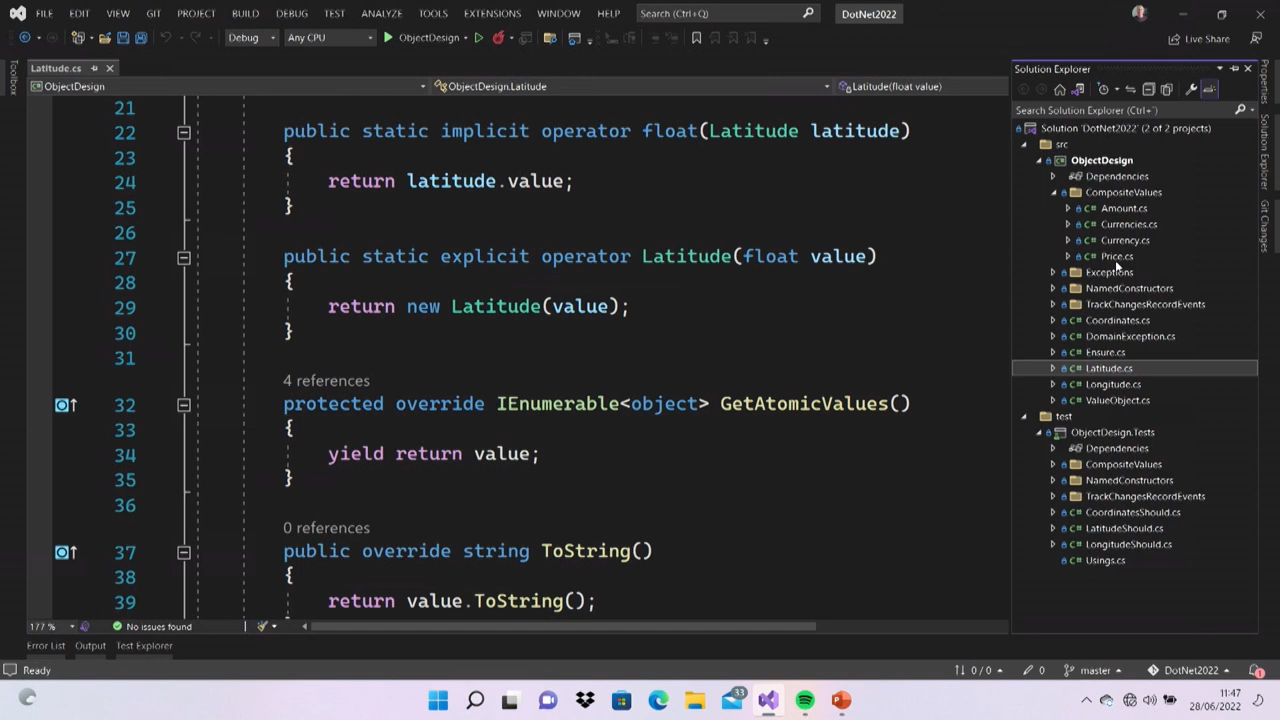 FILE EDIT VIEW GIT PROJECT BUILD DEBUG TEST ANALYZE TOOLS EXTENSIONS WINDOW HELP Search (Ctrl+Q) DotNet2022
Debug Any CPU ObjectDesign Live Share
Toolbox
Latitude.cs
ObjectDesign ObjectDesign.Latitude Latitude(float value)
21
22 public static implicit operator float(Latitude latitude)
23 {
24 return latitude.value;
25 }
26
27 public static explicit operator Latitude(float value)
28 {
29 return new Latitude(value);
30 }
31
4 references
32 protected override IEnumerable<object> GetAtomicValues()
33 {
34 yield return value;
35 }
36
0 references
37 public override string ToString()
38 {
39 return value.ToString();
177 % No issues found
Error List Output Test Explorer
Solution Explorer
Search Solution Explorer (Ctrl+¨)
Solution 'DotNet2022' (2 of 2 projects)
src
ObjectDesign
Dependencies
CompositeValues
C# Amount.cs
C# Currencies.cs
C# Currency.cs
C# Price.cs
Exceptions
NamedConstructors
TrackChangesRecordEvents
C# Coordinates.cs
C# DomainException.cs
C# Ensure.cs
C# Latitude.cs
C# Longitude.cs
C# ValueObject.cs
test
ObjectDesign.Tests
Dependencies
CompositeValues
NamedConstructors
TrackChangesRecordEvents
C# CoordinatesShould.cs
C# LatitudeShould.cs
C# LongitudeShould.cs
C# Usings.cs
Properties
Solution Explorer
Git Changes
Ready 0 / 0 0 master DotNet2022 1
33
11:47
28/06/2022